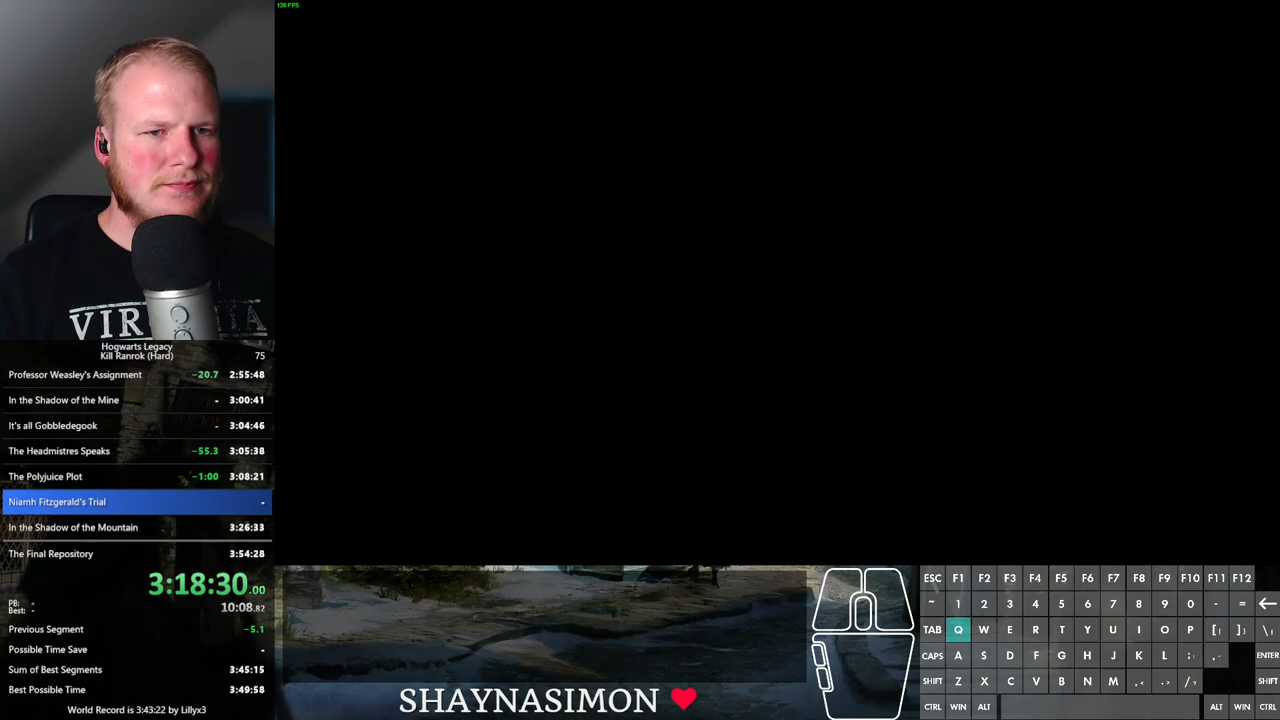 120 FPS
VIRGINIA
Hogwarts Legacy
Kill Ranrok (Hard) 75
Professor Weasley's Assignment -20.7 2:55:48
In the Shadow of the Mine - 3:00:41
It's all Gobbledegook - 3:04:46
The Headmistres Speaks -55.3 3:05:38
The Polyjuice Plot -1:00 3:08:21
Niamh Fitzgerald's Trial -
In the Shadow of the Mountain 3:26:33
The Final Repository 3:54:28
3:18:30.00
PB: -
Best: - 10:08.82
Previous Segment -5.1
Possible Time Save -
Sum of Best Segments 3:45:15
Best Possible Time 3:49:58
World Record is 3:43:22 by Lillyx3
SHAYNASIMON ❤
ESC F1 F2 F3 F4 F5 F6 F7 F8 F9 F10 F11 F12
~ 1 2 3 4 5 6 7 8 9 0 - = ←
TAB Q W E R T Y U I O P [{ ]} \|
CAPS A S D F G H J K L ;: ,. ENTER
SHIFT Z X C V B N M ,< .> /? SHIFT
CTRL WIN ALT ALT WIN CTRL